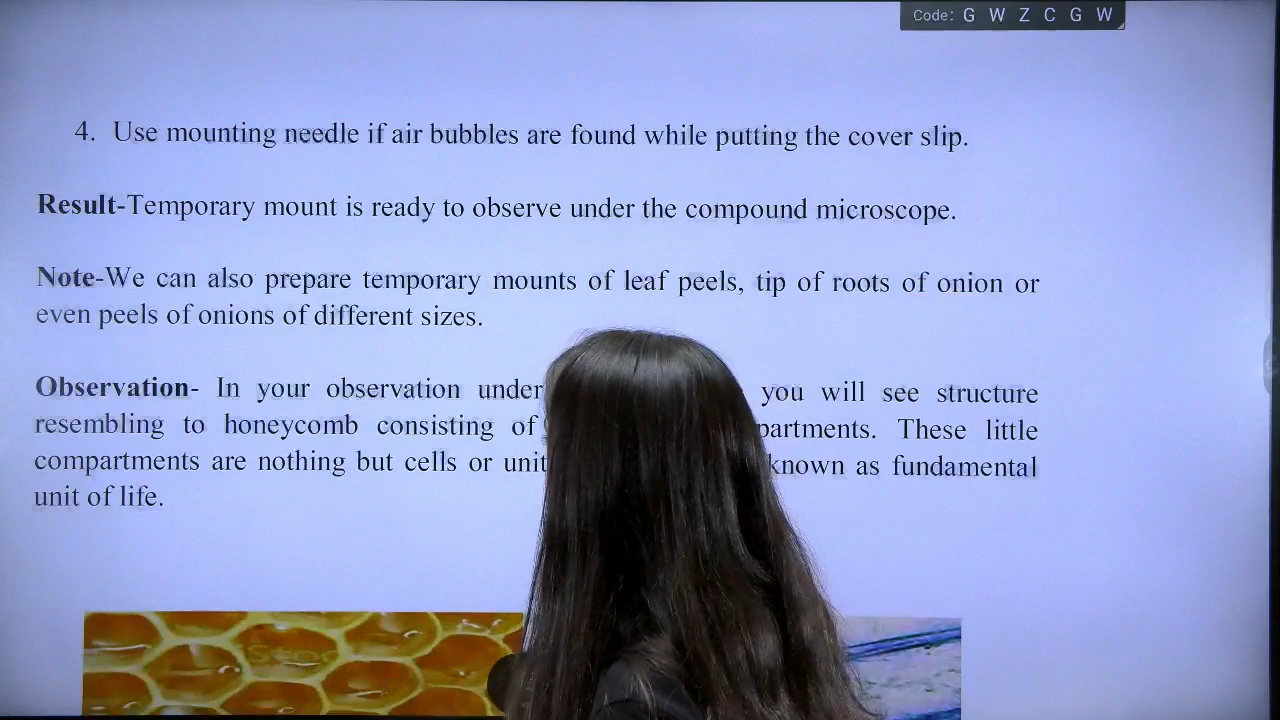 Code: G W Z C G W
4. Use mounting needle if air bubbles are found while putting the cover slip.
Result-Temporary mount is ready to observe under the compound microscope.
Note-We can also prepare temporary mounts of leaf peels, tip of roots of onion or
even peels of onions of different sizes.
Observation- In your observation under you will see structure
resembling to honeycomb consisting of partments. These little
compartments are nothing but cells or unit known as fundamental
unit of life.